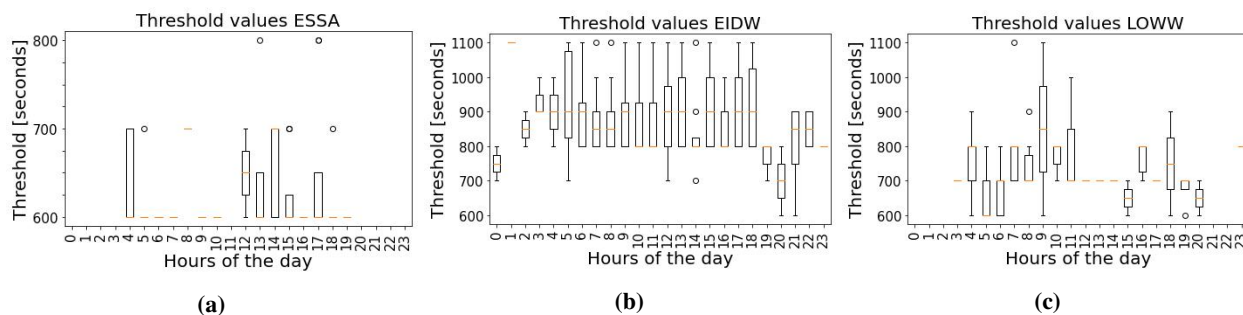 Threshold values ESSA
Threshold [seconds]
800
700
600
0 1 2 3 4 5 6 7 8 9 10 11 12 13 14 15 16 17 18 19 20 21 22 23
Hours of the day
(a)
Threshold values EIDW
Threshold [seconds]
1100
1000
900
800
700
600
0 1 2 3 4 5 6 7 8 9 10 11 12 13 14 15 16 17 18 19 20 21 22 23
Hours of the day
(b)
Threshold values LOWW
Threshold [seconds]
1100
1000
900
800
700
600
0 1 2 3 4 5 6 7 8 9 10 11 12 13 14 15 16 17 18 19 20 21 22 23
Hours of the day
(c)